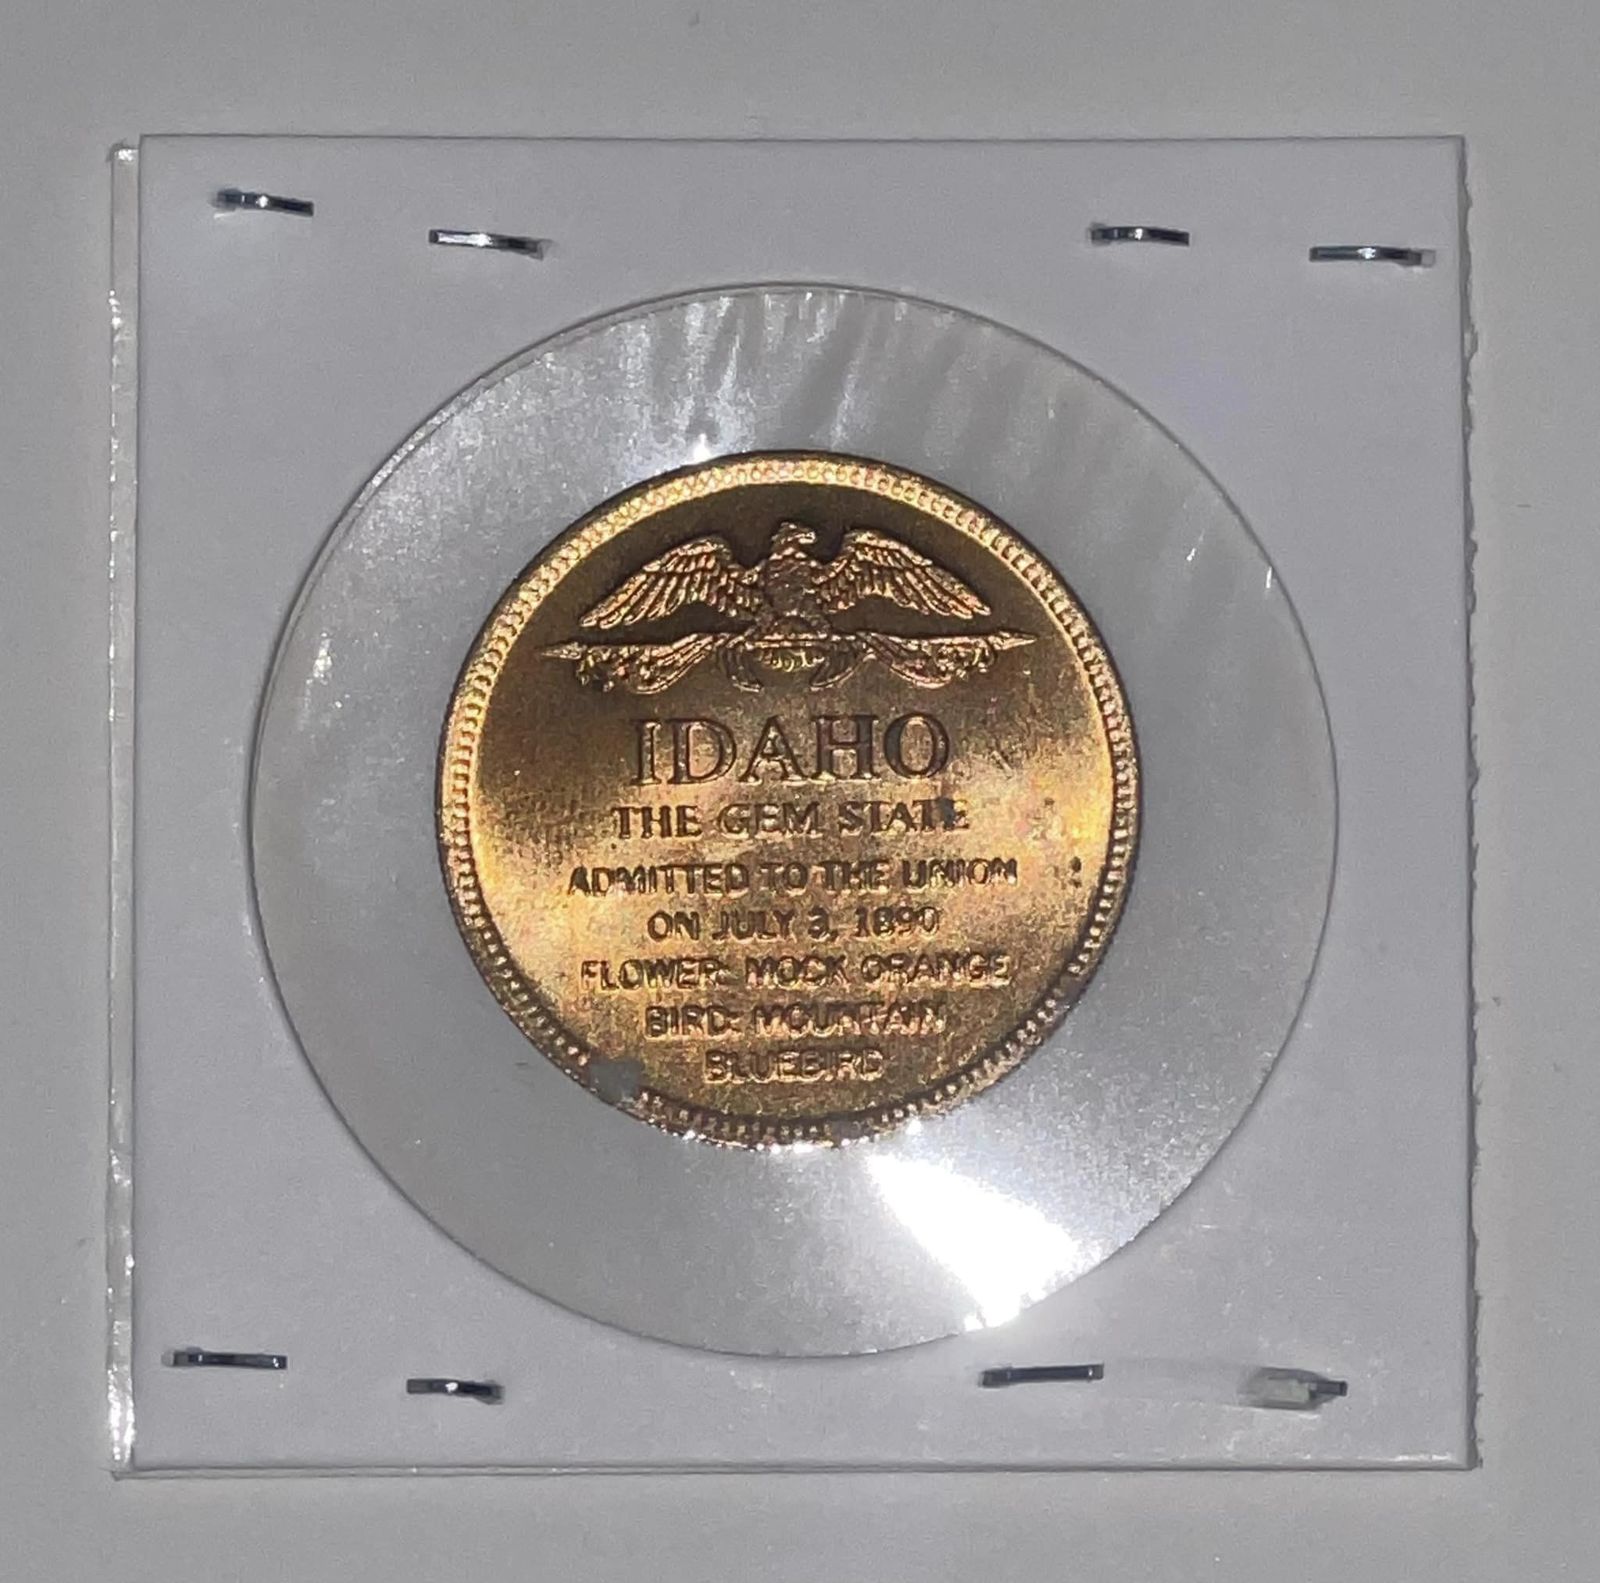 IDAHO
THE GEM STATE
ADMITTED TO THE UNION
ON JULY 3, 1890
FLOWER: MOCK ORANGE
BIRD: MOUNTAIN
BLUEBIRD